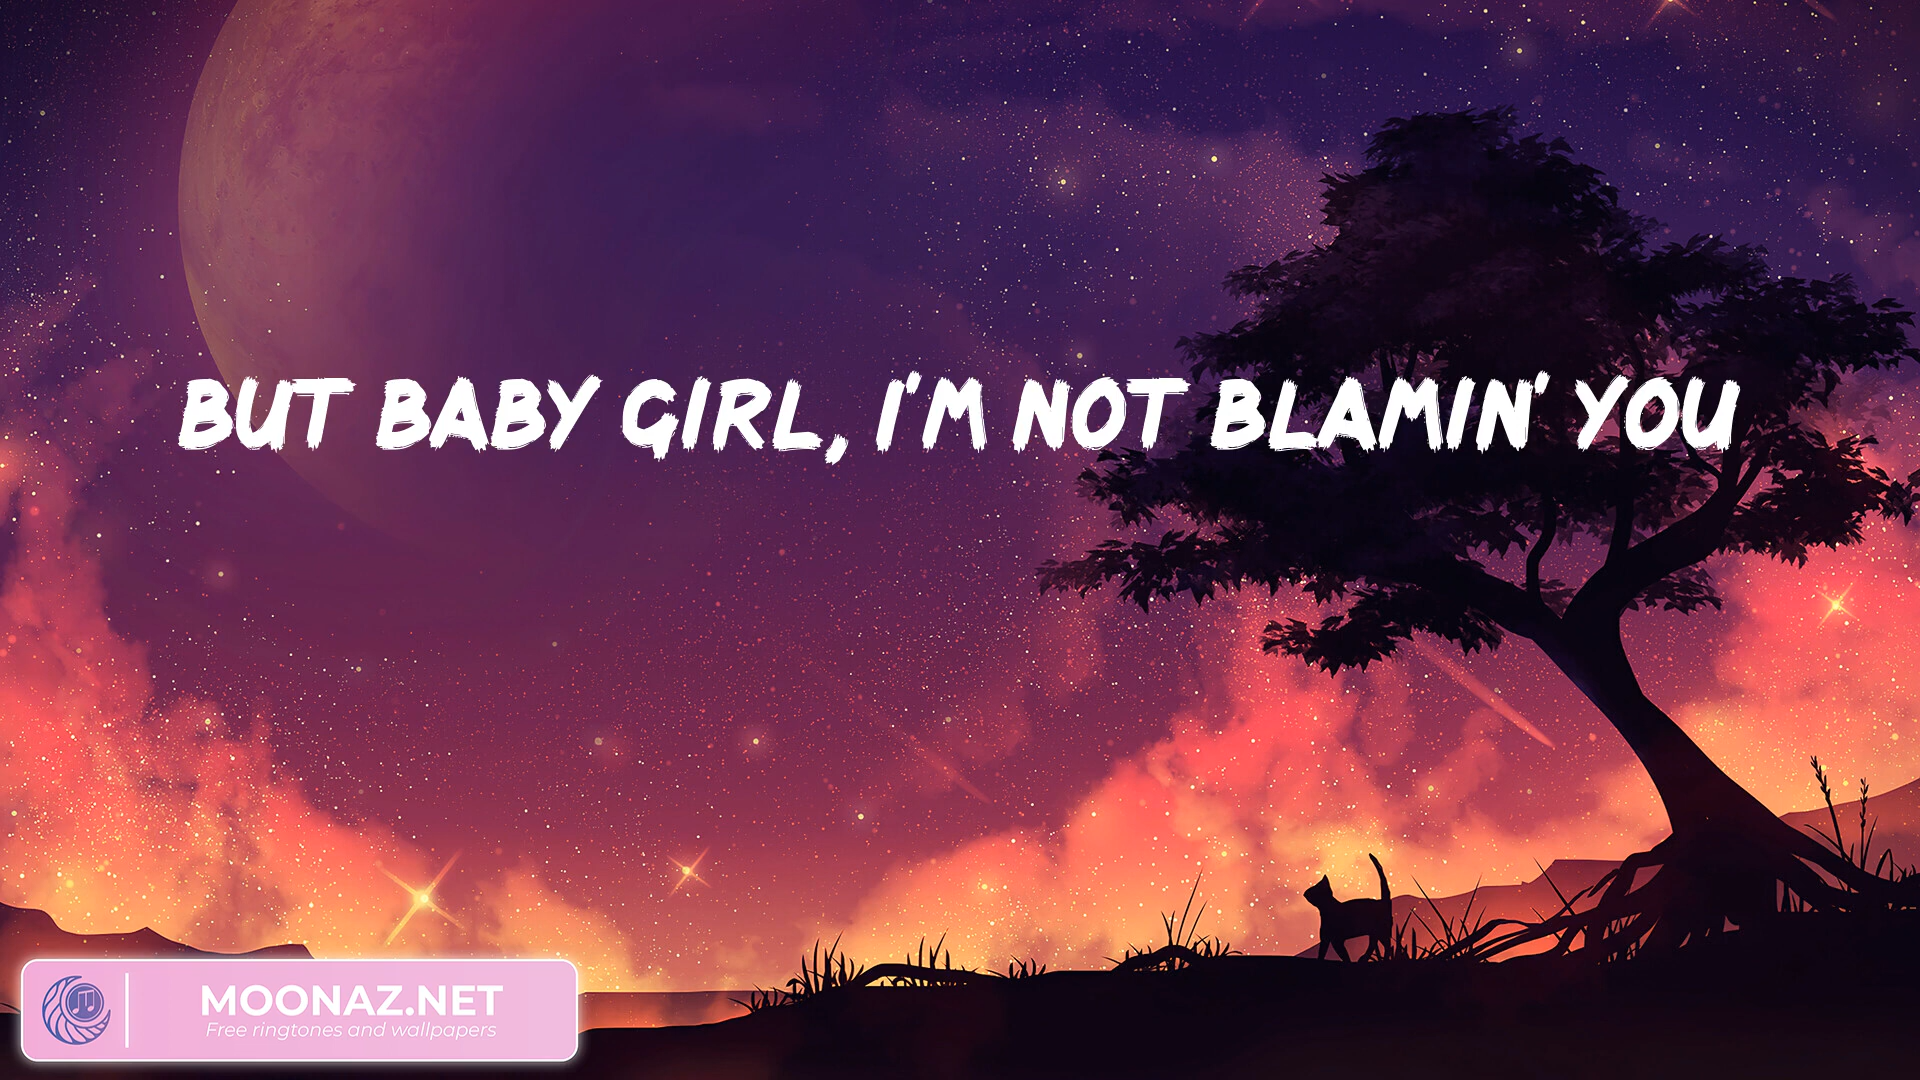 BUT BABY GIRL, I'M NOT BLAMIN' YOU
MOONAZ.NET
Free ringtones and wallpapers